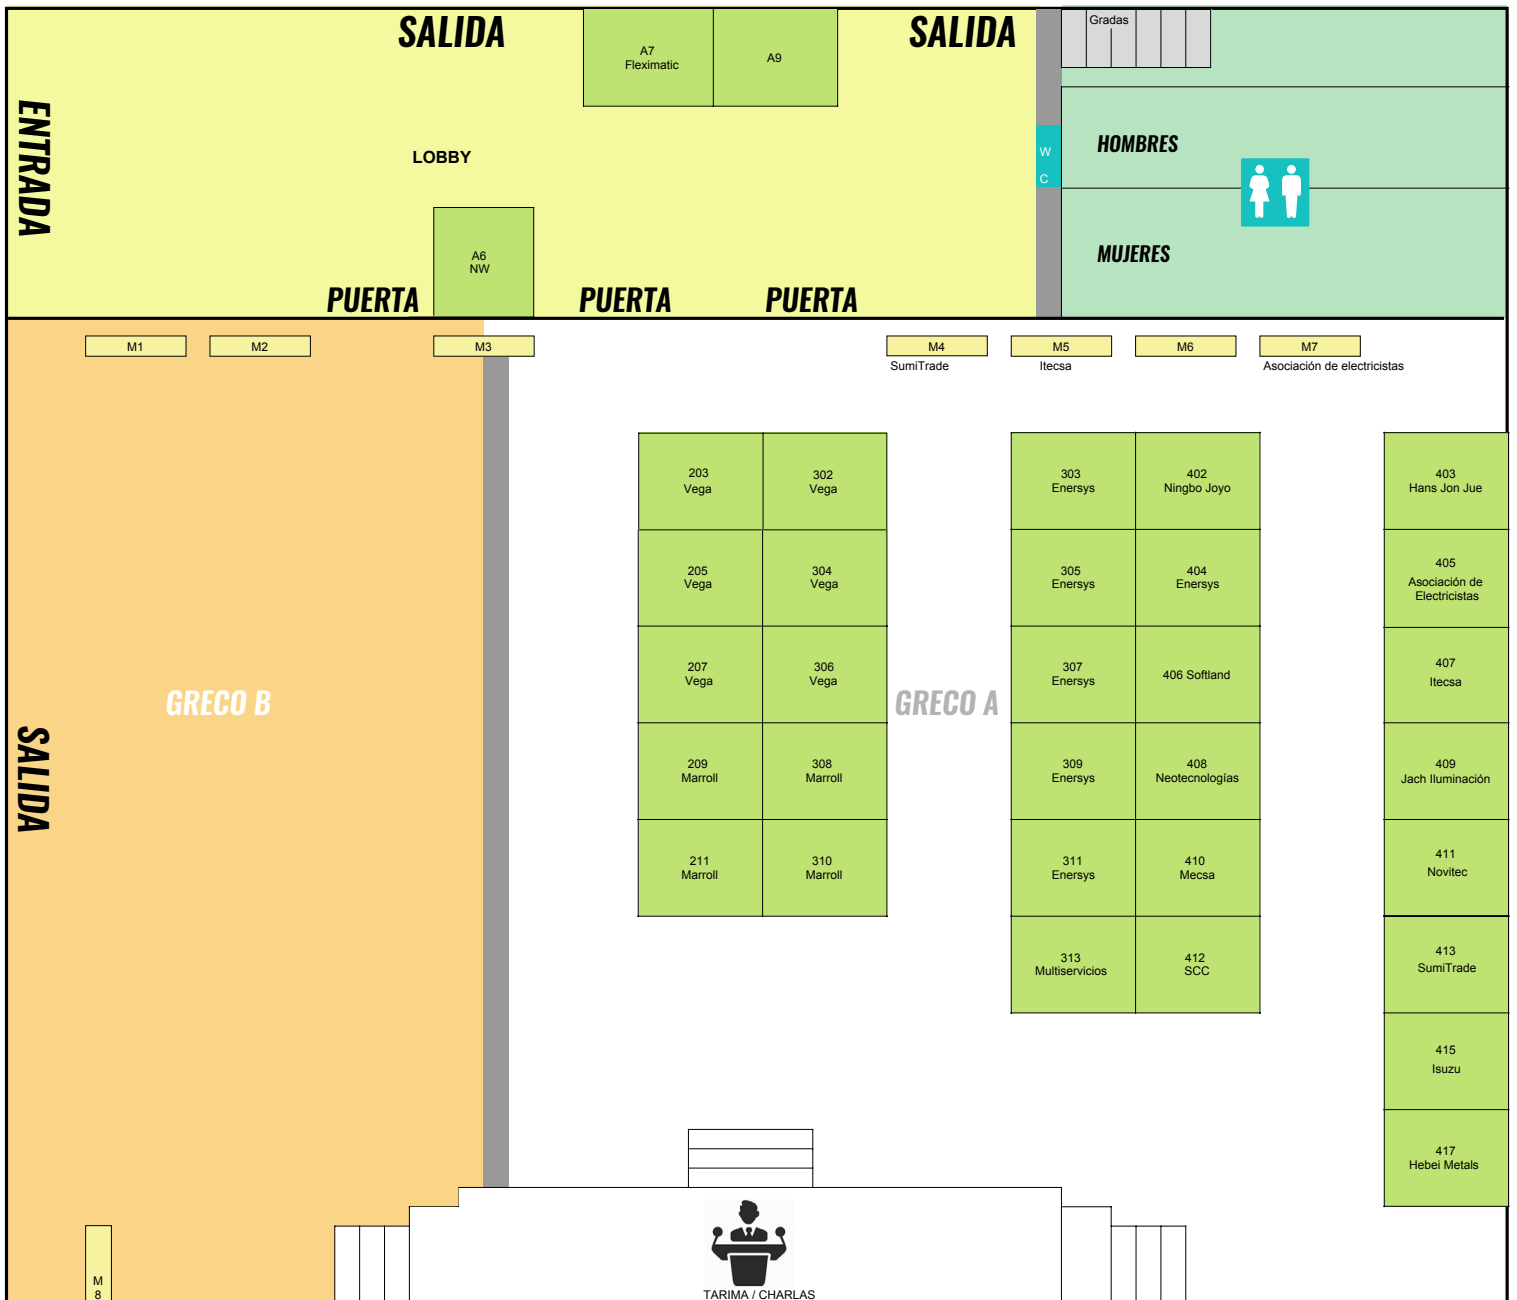 SALIDA
SALIDA
Gradas
A7
Fleximatic
A9
ENTRADA
LOBBY
W
C
HOMBRES
MUJERES
A6
NW
PUERTA
PUERTA
PUERTA
M1
M2
M3
M4
M5
M6
M7
SumiTrade
Itecsa
Asociación de electricistas
203
Vega
302
Vega
303
Enersys
402
Ningbo Joyo
403
Hans Jon Jue
205
Vega
304
Vega
305
Enersys
404
Enersys
405
Asociación de
Electricistas
207
Vega
306
Vega
307
Enersys
406 Softland
407
Itecsa
GRECO B
GRECO A
SALIDA
209
Marroll
308
Marroll
309
Enersys
408
Neotecnologías
409
Jach Iluminación
211
Marroll
310
Marroll
311
Enersys
410
Mecsa
411
Novitec
313
Multiservicios
412
SCC
413
SumiTrade
415
Isuzu
417
Hebei Metals
M
8
TARIMA / CHARLAS